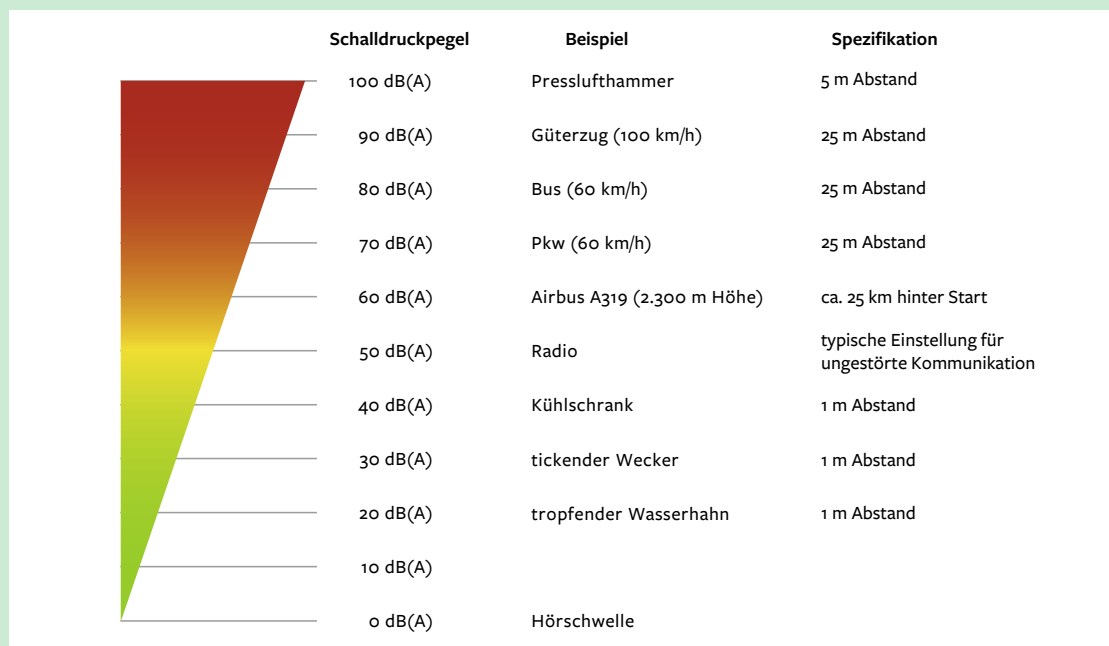 Schalldruckpegel Beispiel Spezifikation
100 dB(A) Presslufthammer 5 m Abstand
90 dB(A) Güterzug (100 km/h) 25 m Abstand
80 dB(A) Bus (60 km/h) 25 m Abstand
70 dB(A) Pkw (60 km/h) 25 m Abstand
60 dB(A) Airbus A319 (2.300 m Höhe) ca. 25 km hinter Start
50 dB(A) Radio typische Einstellung für
ungestörte Kommunikation
40 dB(A) Kühlschrank 1 m Abstand
30 dB(A) tickender Wecker 1 m Abstand
20 dB(A) tropfender Wasserhahn 1 m Abstand
10 dB(A)
0 dB(A) Hörschwelle